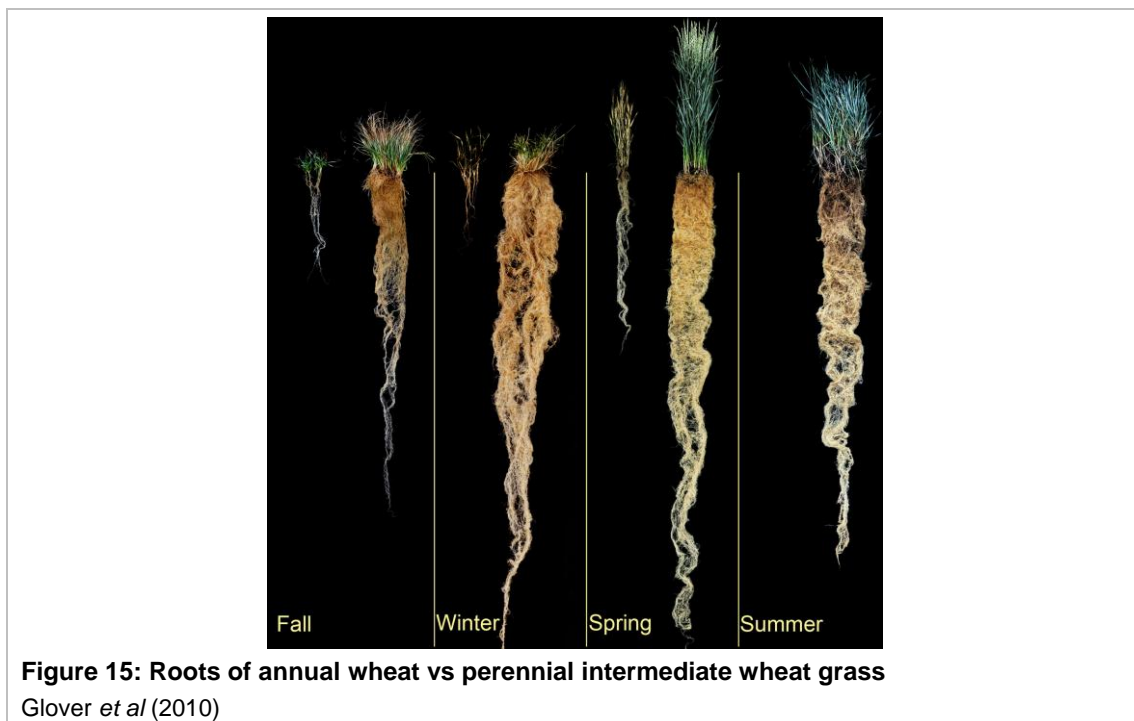 Fall
Winter
Spring
Summer
Figure 15: Roots of annual wheat vs perennial intermediate wheat grass
Glover et al (2010)